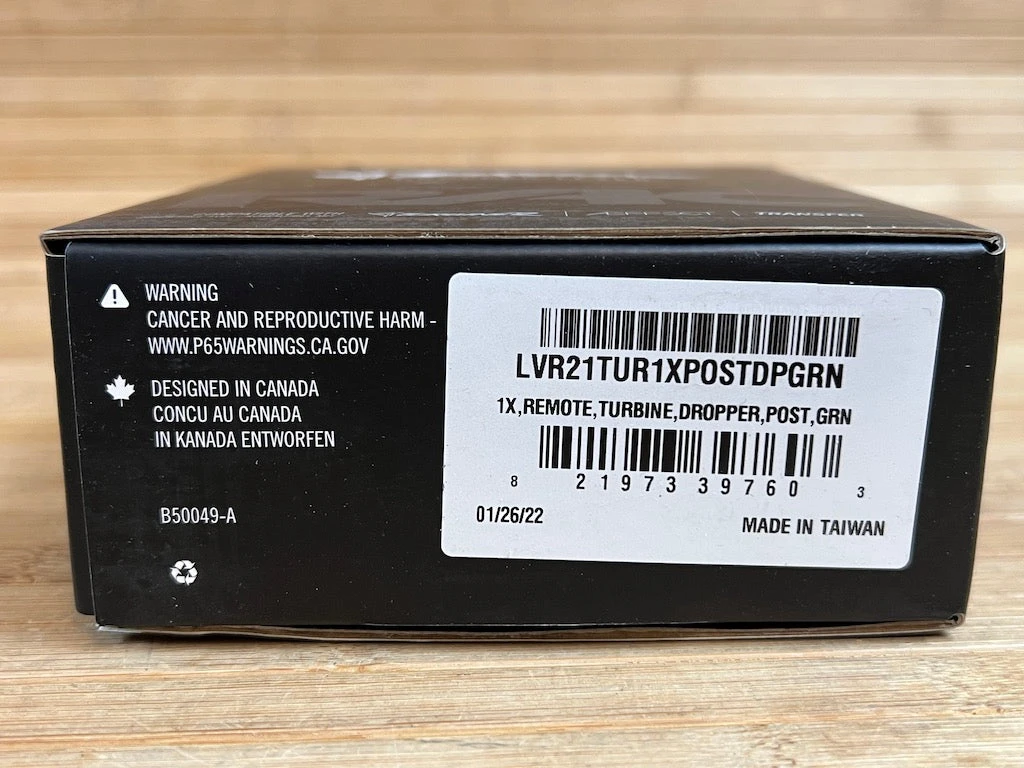 TRANSFER
WARNING
CANCER AND REPRODUCTIVE HARM -
WWW.P65WARNINGS.CA.GOV
DESIGNED IN CANADA
CONCU AU CANADA
IN KANADA ENTWORFEN
B50049-A
LVR21TUR1XPOSTDPGRN
1X,REMOTE,TURBINE,DROPPER,POST,GRN
8 21973 39760 3
01/26/22
MADE IN TAIWAN